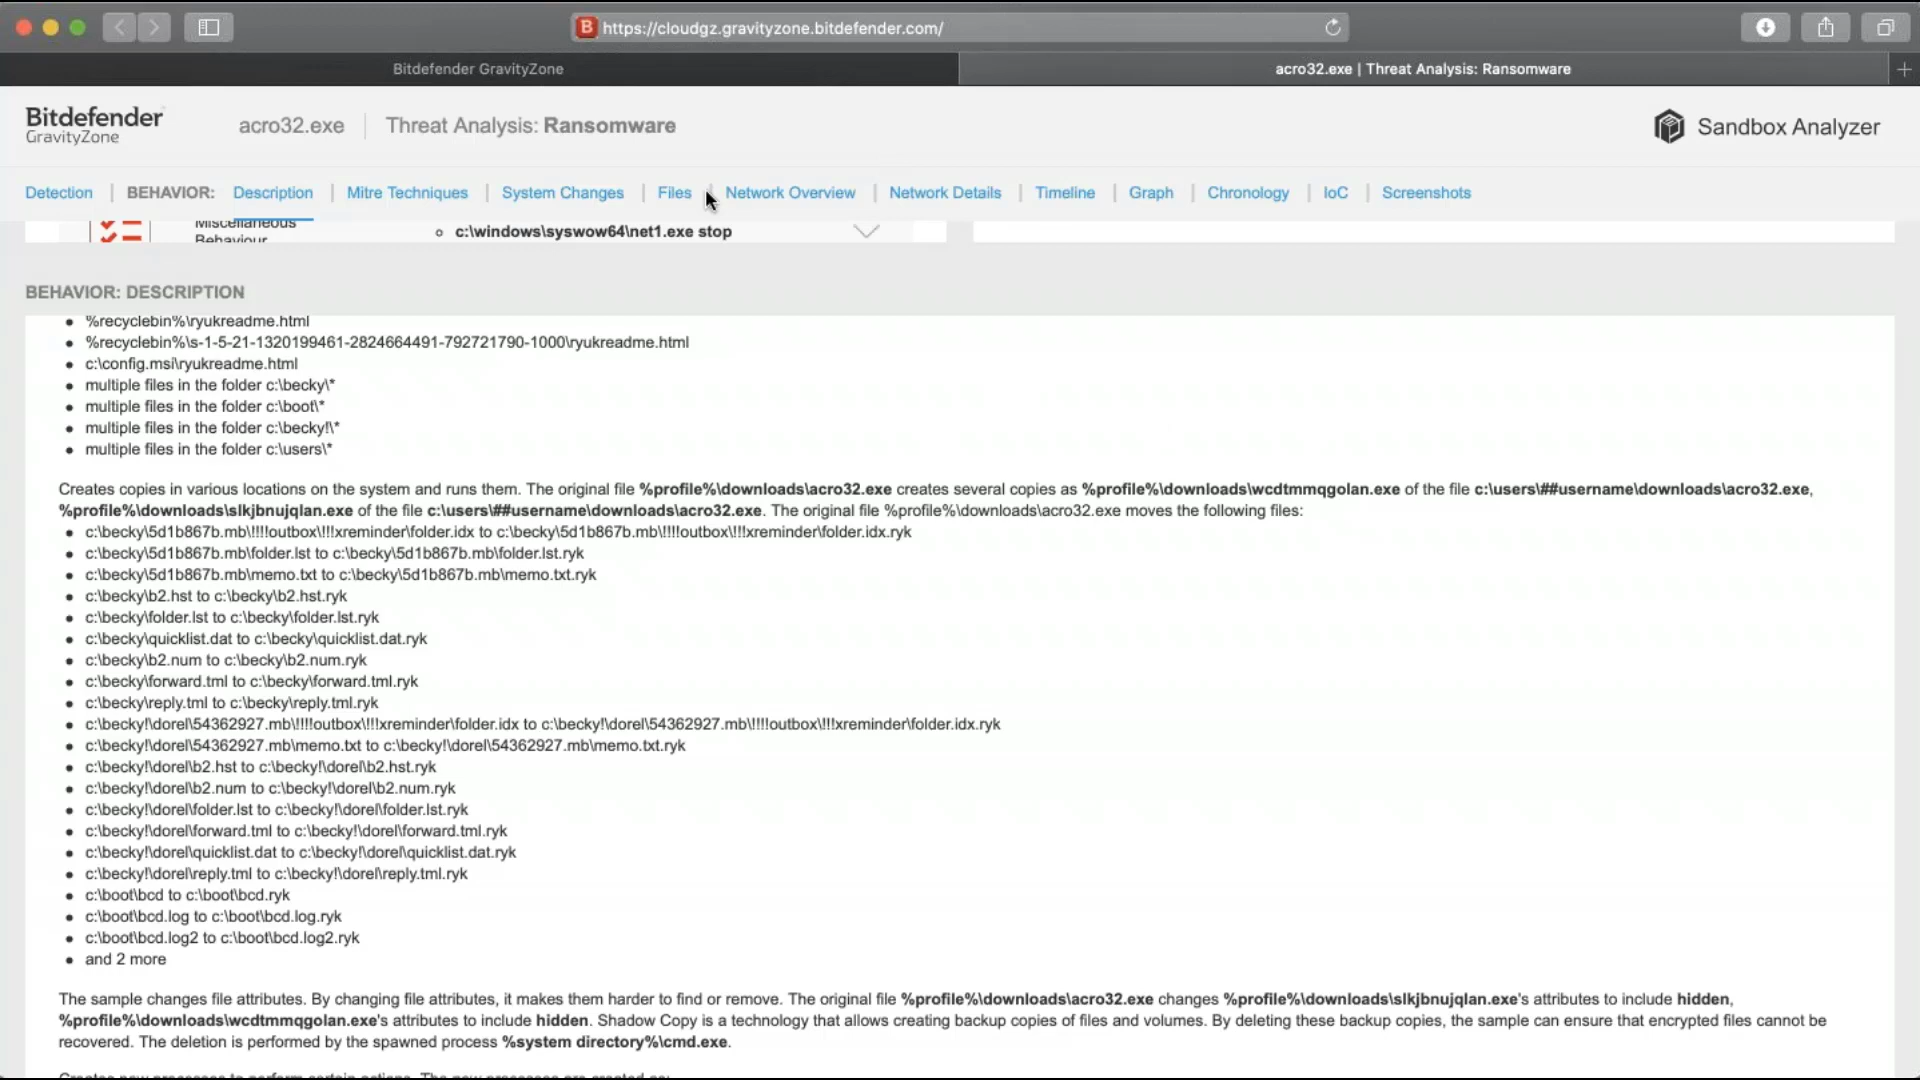 https://cloudgz.gravityzone.bitdefender.com/
Bitdefender GravityZone
acro32.exe | Threat Analysis: Ransomware
Bitdefender
GravityZone
acro32.exe
Threat Analysis: Ransomware
Sandbox Analyzer
Detection | BEHAVIOR: Description | Mitre Techniques | System Changes | Files | Network Overview | Network Details | Timeline | Graph | Chronology | IoC | Screenshots
Miscellaneous
Behaviour
c:\windows\syswow64\net1.exe stop
BEHAVIOR: DESCRIPTION
%recyclebin%\ryukreadme.html
%recyclebin%\s-1-5-21-1320199461-2824664491-792721790-1000\ryukreadme.html
c:\config.msi\ryukreadme.html
multiple files in the folder c:\becky\*
multiple files in the folder c:\boot\*
multiple files in the folder c:\becky!\*
multiple files in the folder c:\users\*
Creates copies in various locations on the system and runs them. The original file %profile%\downloads\acro32.exe creates several copies as %profile%\downloads\wcdtmmqgolan.exe of the file c:\users\##username\downloads\acro32.exe,
%profile%\downloads\slkjbnujqlan.exe of the file c:\users\##username\downloads\acro32.exe. The original file %profile%\downloads\acro32.exe moves the following files:
c:\becky\5d1b867b.mb\!!!!outbox\!!!xreminder\folder.idx to c:\becky\5d1b867b.mb\!!!!outbox\!!!xreminder\folder.idx.ryk
c:\becky\5d1b867b.mb\folder.lst to c:\becky\5d1b867b.mb\folder.lst.ryk
c:\becky\5d1b867b.mb\memo.txt to c:\becky\5d1b867b.mb\memo.txt.ryk
c:\becky\b2.hst to c:\becky\b2.hst.ryk
c:\becky\folder.lst to c:\becky\folder.lst.ryk
c:\becky\quicklist.dat to c:\becky\quicklist.dat.ryk
c:\becky\b2.num to c:\becky\b2.num.ryk
c:\becky\forward.tml to c:\becky\forward.tml.ryk
c:\becky\reply.tml to c:\becky\reply.tml.ryk
c:\becky!\dorel\54362927.mb\!!!!outbox\!!!xreminder\folder.idx to c:\becky!\dorel\54362927.mb\!!!!outbox\!!!xreminder\folder.idx.ryk
c:\becky!\dorel\54362927.mb\memo.txt to c:\becky!\dorel\54362927.mb\memo.txt.ryk
c:\becky!\dorel\b2.hst to c:\becky!\dorel\b2.hst.ryk
c:\becky!\dorel\b2.num to c:\becky!\dorel\b2.num.ryk
c:\becky!\dorel\folder.lst to c:\becky!\dorel\folder.lst.ryk
c:\becky!\dorel\forward.tml to c:\becky!\dorel\forward.tml.ryk
c:\becky!\dorel\quicklist.dat to c:\becky!\dorel\quicklist.dat.ryk
c:\becky!\dorel\reply.tml to c:\becky!\dorel\reply.tml.ryk
c:\boot\bcd to c:\boot\bcd.ryk
c:\boot\bcd.log to c:\boot\bcd.log.ryk
c:\boot\bcd.log2 to c:\boot\bcd.log2.ryk
and 2 more
The sample changes file attributes. By changing file attributes, it makes them harder to find or remove. The original file %profile%\downloads\acro32.exe changes %profile%\downloads\slkjbnujqlan.exe's attributes to include hidden,
%profile%\downloads\wcdtmmqgolan.exe's attributes to include hidden. Shadow Copy is a technology that allows creating backup copies of files and volumes. By deleting these backup copies, the sample can ensure that encrypted files cannot be
recovered. The deletion is performed by the spawned process %system directory%\cmd.exe.